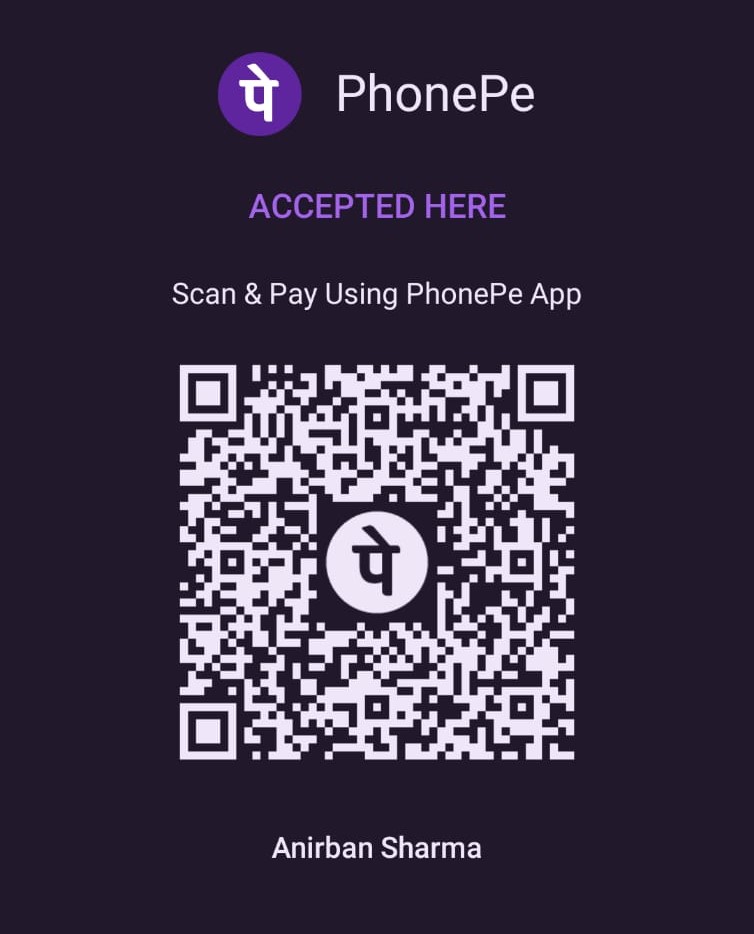 पे PhonePe
ACCEPTED HERE
Scan & Pay Using PhonePe App
पे
Anirban Sharma